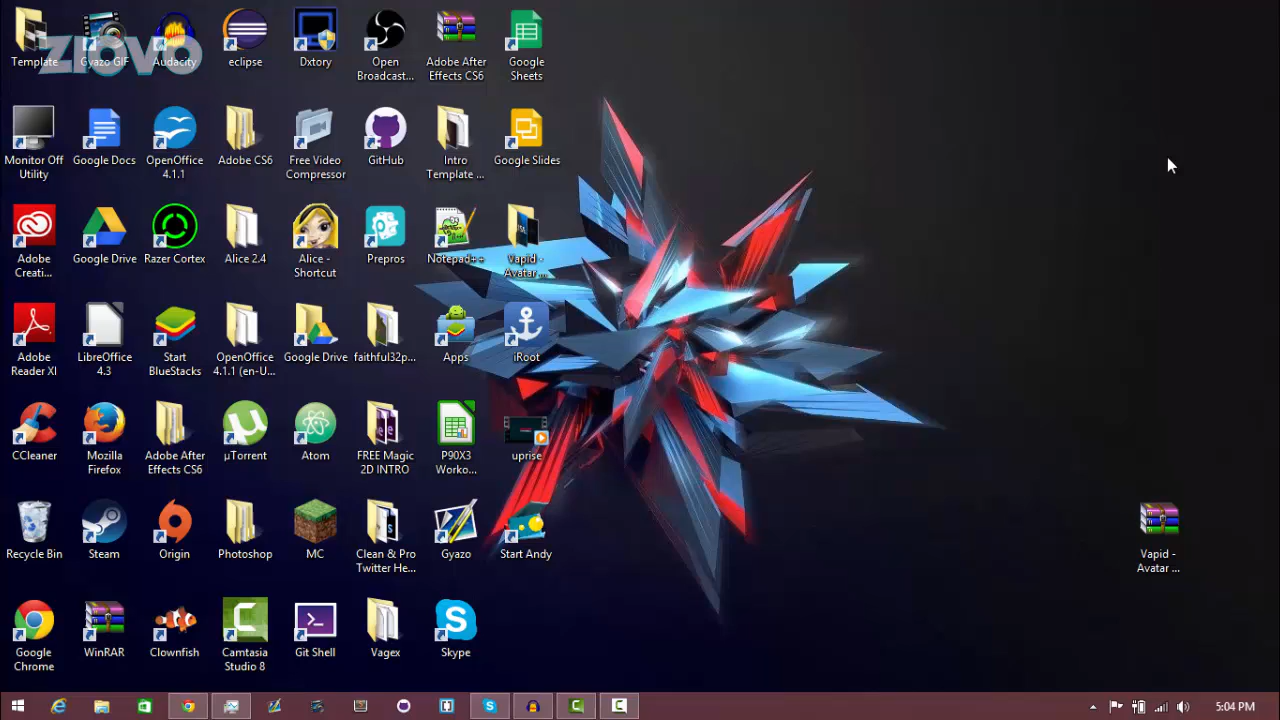 ZIOVO
Template
Gyazo GIF
Audacity
eclipse
Dxtory
Open
Broadcast...
Adobe After
Effects CS6
Google
Sheets
Monitor Off
Utility
Google Docs
OpenOffice
4.1.1
Adobe CS6
Free Video
Compressor
GitHub
Intro
Template ...
Google Slides
Adobe
Creati...
Google Drive
Razer Cortex
Alice 2.4
Alice -
Shortcut
Prepros
Notepad++
Vapid -
Avatar ...
Adobe
Reader XI
LibreOffice
4.3
Start
BlueStacks
OpenOffice
4.1.1 (en-U...
Google Drive
faithful32p...
Apps
iRoot
CCleaner
Mozilla
Firefox
Adobe After
Effects CS6
µTorrent
Atom
FREE Magic
2D INTRO
P90X3
Worko...
uprise
Recycle Bin
Steam
Origin
Photoshop
MC
Clean & Pro
Twitter He...
Gyazo
Start Andy
Vapid -
Avatar ...
Google
Chrome
WinRAR
Clownfish
Camtasia
Studio 8
Git Shell
Vagex
Skype
5:04 PM